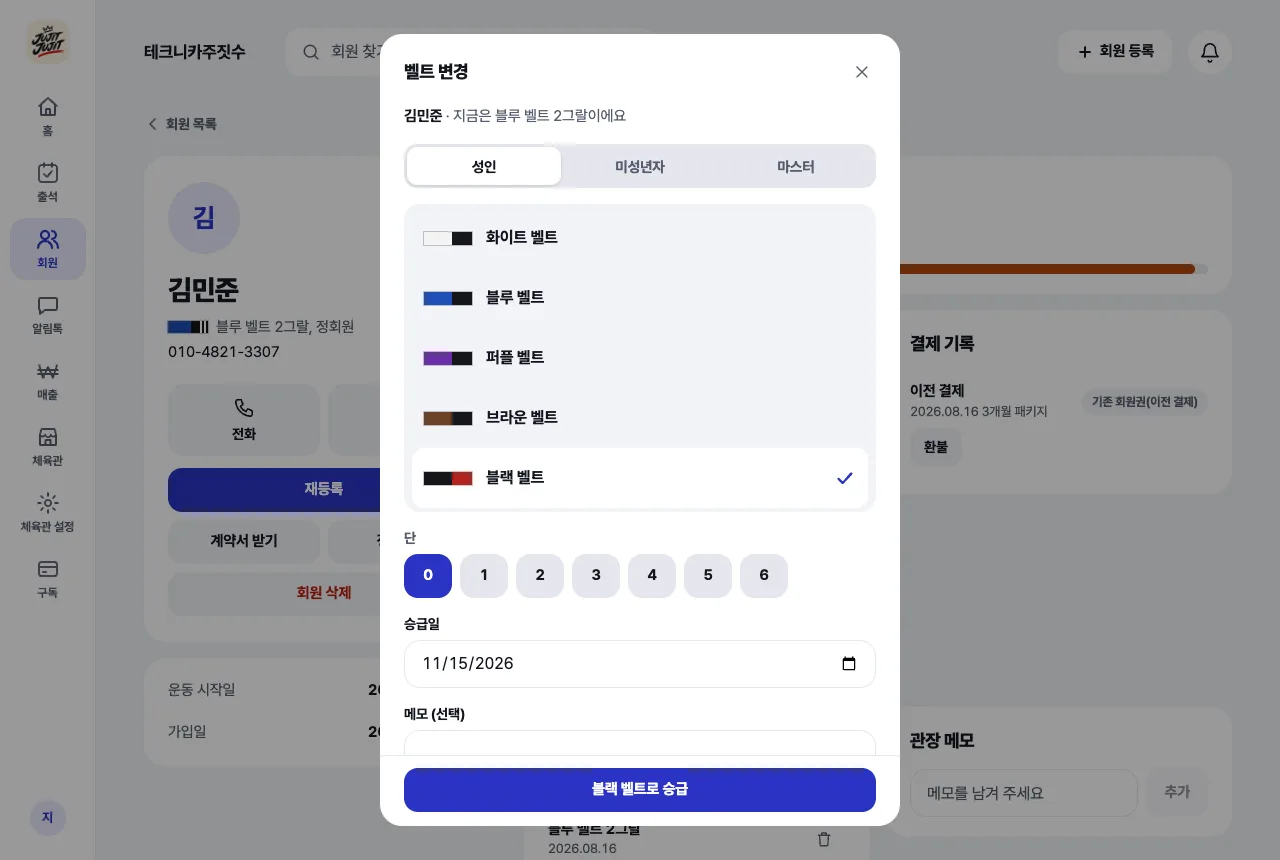 JUJIT
JUJIT
테크니카주짓수
회원 찾기
회원 등록
홈
출석
회원
알림톡
매출
체육관
체육관 설정
구독
지
회원 목록
김
김민준
블루 벨트 2그랄, 정회원
010-4821-3307
전화
재등록
계약서 받기
회원 삭제
운동 시작일
가입일
벨트 변경
김민준 · 지금은 블루 벨트 2그랄이에요
성인
미성년자
마스터
화이트 벨트
블루 벨트
퍼플 벨트
브라운 벨트
블랙 벨트
단
0
1
2
3
4
5
6
승급일
11/15/2026
메모 (선택)
블랙 벨트로 승급
블루 벨트 2그랄
2026.08.16
결제 기록
이전 결제
2026.08.16 3개월 패키지
기존 회원권(이전 결제)
환불
관장 메모
메모를 남겨 주세요
추가